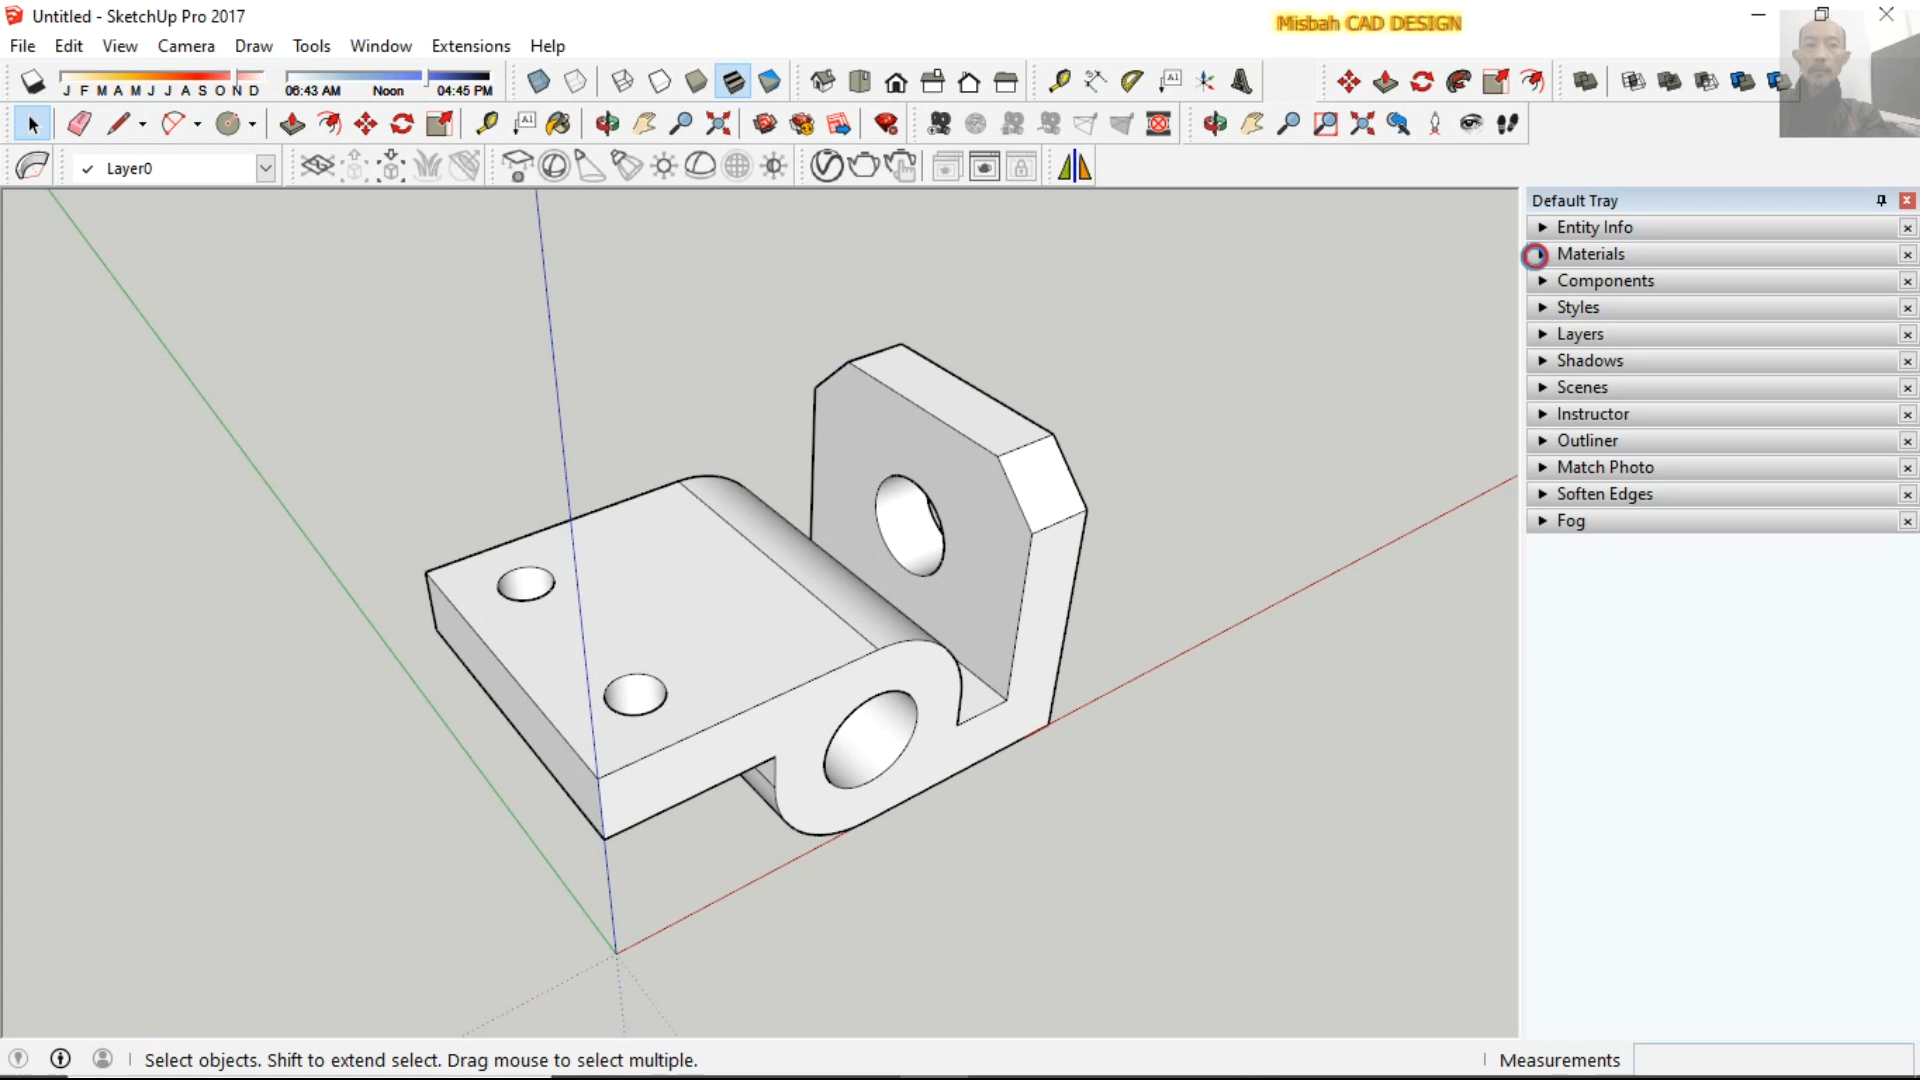 Untitled - SketchUp Pro 2017
Misbah CAD DESIGN
File Edit View Camera Draw Tools Window Extensions Help
J F M A M J J A S O N D
06:43 AM Noon 04:45 PM
A1
A1
Layer0
Default Tray
Entity Info
Materials
Components
Styles
Layers
Shadows
Scenes
Instructor
Outliner
Match Photo
Soften Edges
Fog
Select objects. Shift to extend select. Drag mouse to select multiple.
Measurements